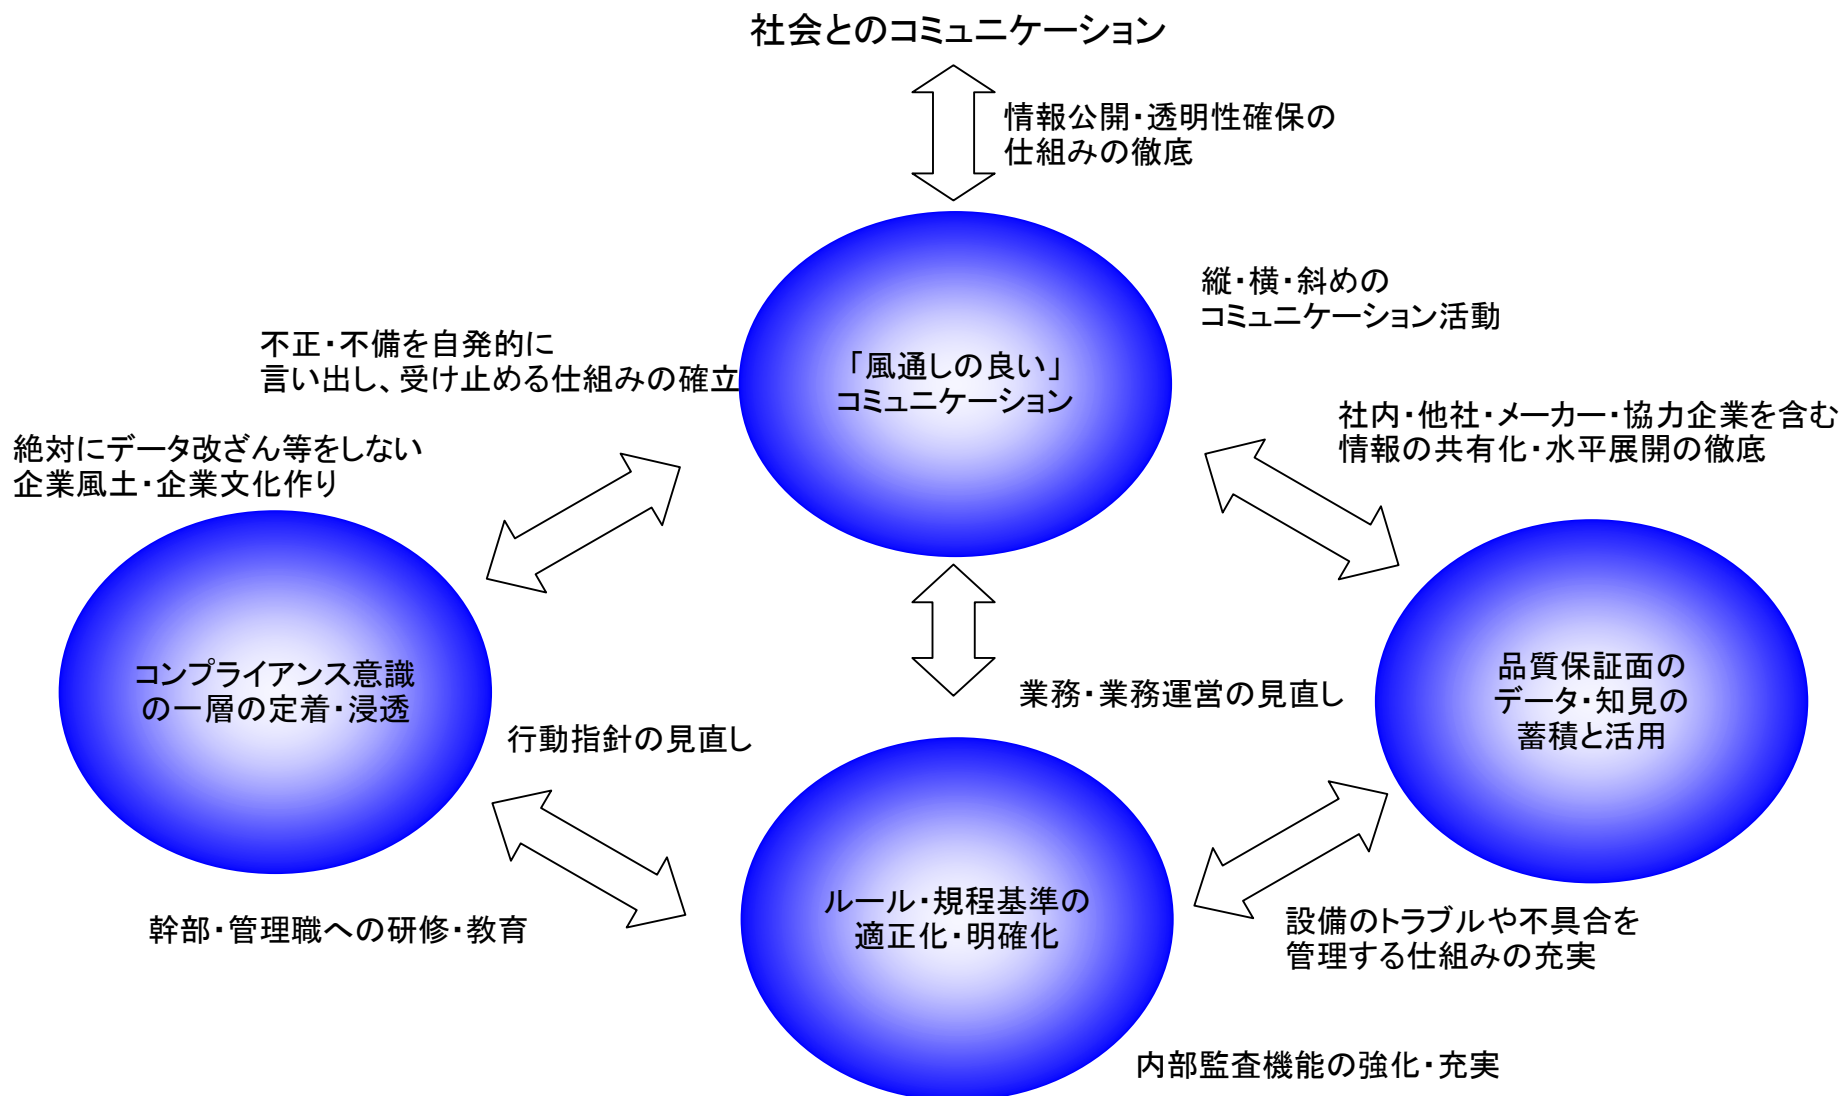 社会とのコミュニケーション
情報公開・透明性確保の
仕組みの徹底
縦・横・斜めの
コミュニケーション活動
不正・不備を自発的に
言い出し、受け止める仕組みの確立
「風通しの良い」
コミュニケーション
社内・他社・メーカー・協力企業を含む
情報の共有化・水平展開の徹底
絶対にデータ改ざん等をしない
企業風土・企業文化作り
コンプライアンス意識
の一層の定着・浸透
品質保証面の
データ・知見の
蓄積と活用
業務・業務運営の見直し
行動指針の見直し
ルール・規程基準の
適正化・明確化
幹部・管理職への研修・教育
設備のトラブルや不具合を
管理する仕組みの充実
内部監査機能の強化・充実